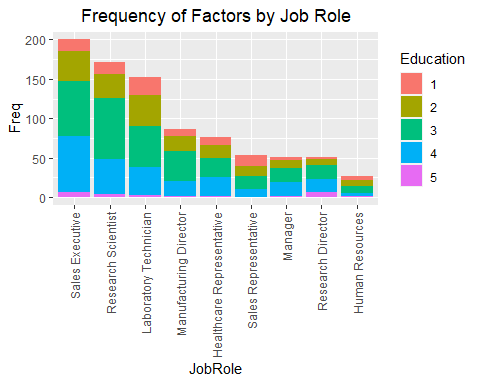 Frequency of Factors by Job Role
Freq
200
150
100
50
0
Sales Executive
Research Scientist
Laboratory Technician
Manufacturing Director
Healthcare Representative
Sales Representative
Manager
Research Director
Human Resources
JobRole
Education
1
2
3
4
5